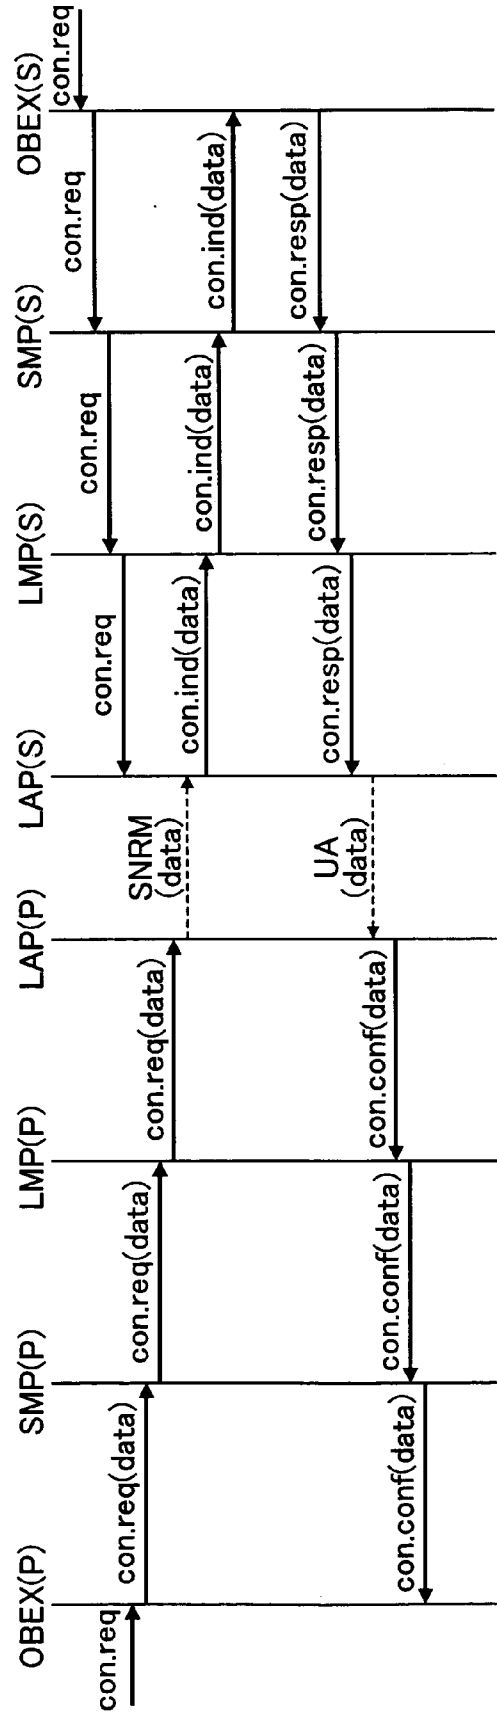 OBEX(P)
SMP(P)
LMP(P)
LAP(P)
LAP(S)
LMP(S)
SMP(S)
OBEX(S)
con.req
con.req
con.req
con.req
con.req
con.req(data)
con.req(data)
con.req(data)
SNRM
(data)
con.ind(data)
con.ind(data)
con.ind(data)
con.resp(data)
con.resp(data)
con.resp(data)
UA
(data)
con.conf(data)
con.conf(data)
con.conf(data)